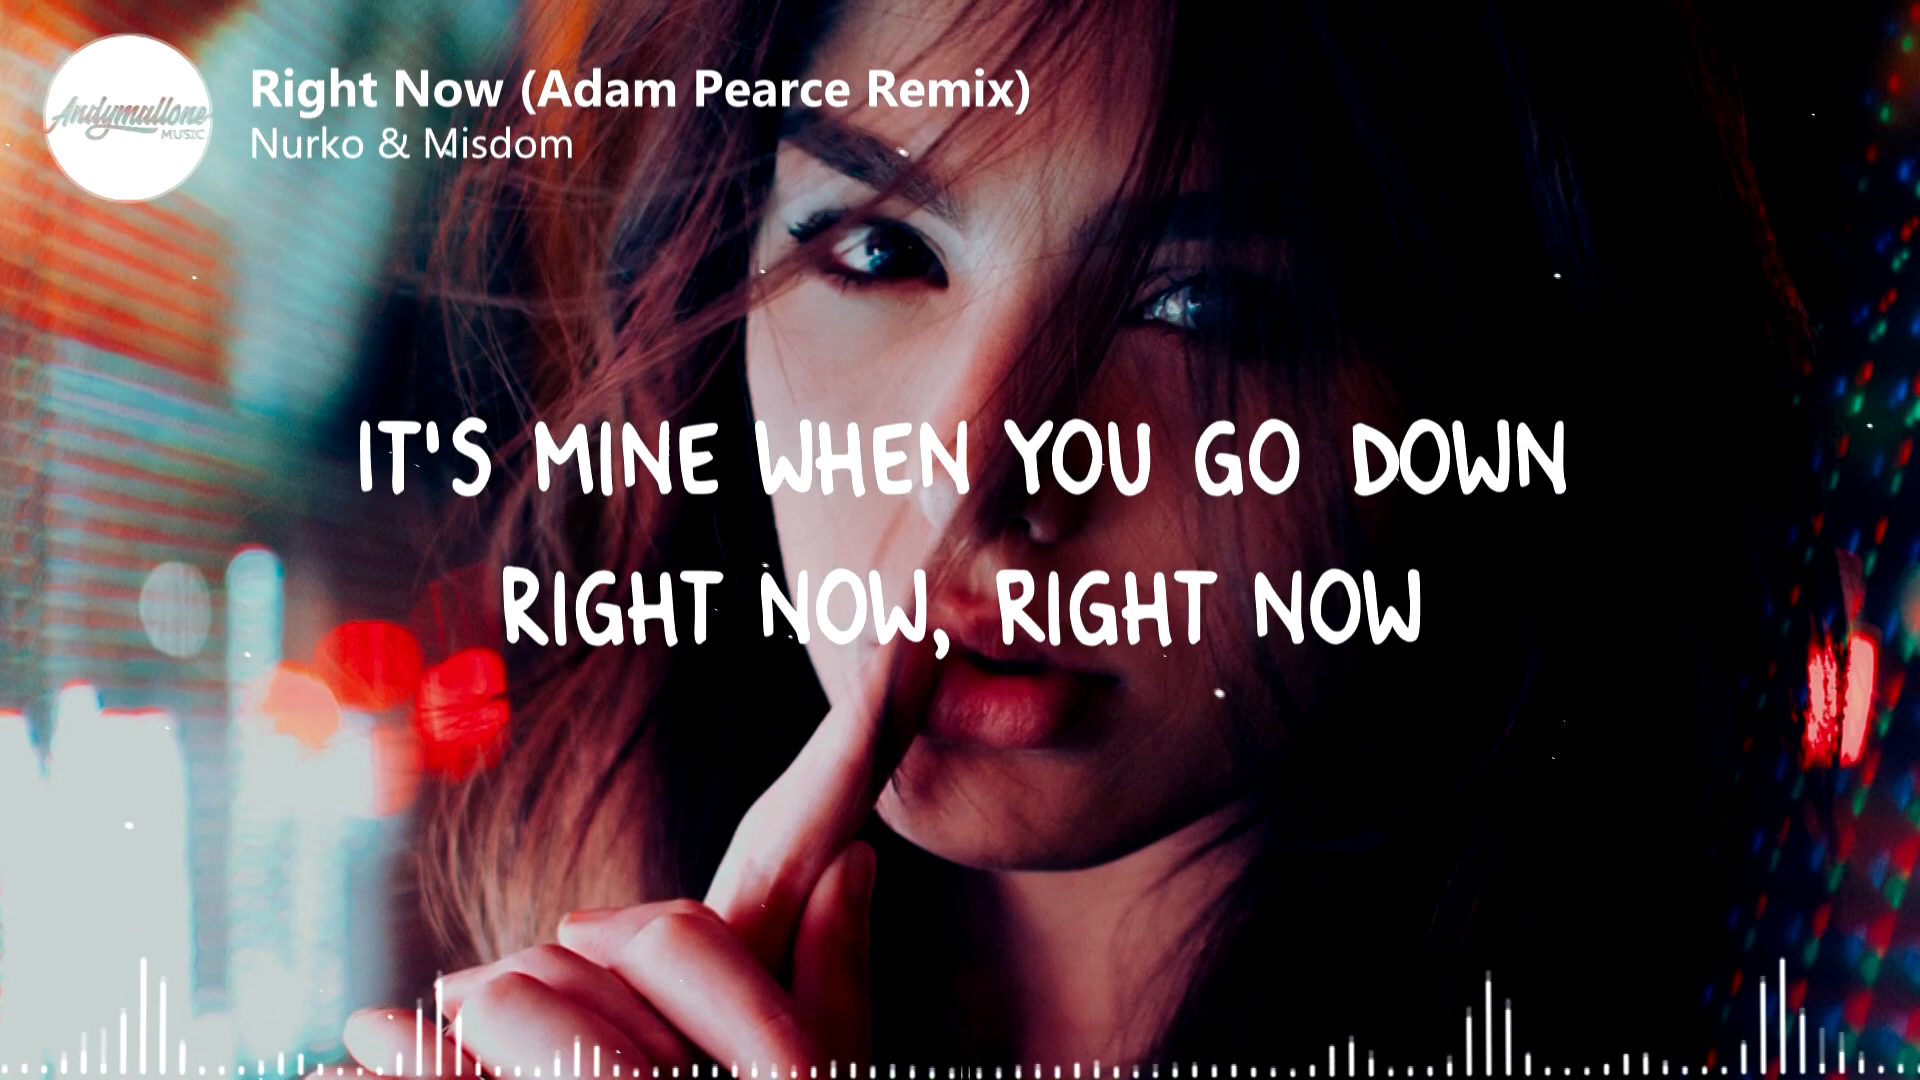 Andymallone
MUSIC
Right Now (Adam Pearce Remix)
Nurko & Misdom
IT'S MINE WHEN YOU GO DOWN
RIGHT NOW, RIGHT NOW